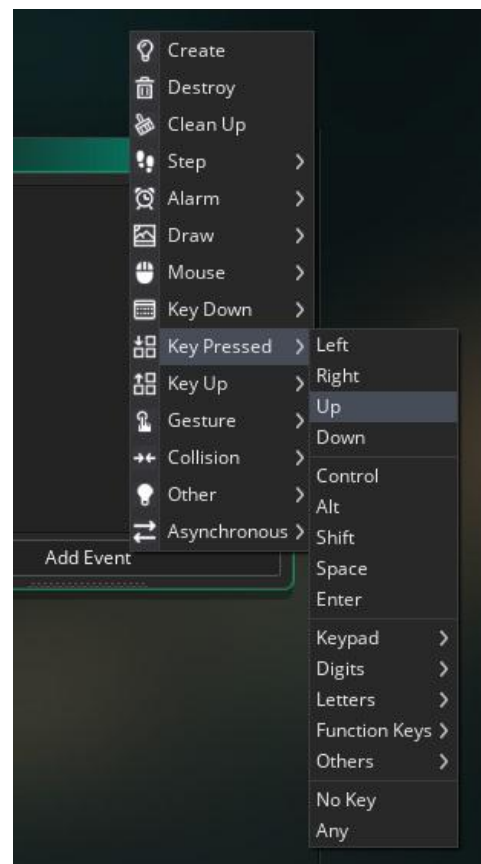 Create
Destroy
Clean Up
Step
Alarm
Draw
Mouse
Key Down
Key Pressed
Key Up
Gesture
Collision
Other
Asynchronous
Add Event
Left
Right
Up
Down
Control
Alt
Shift
Space
Enter
Keypad
Digits
Letters
Function Keys
Others
No Key
Any